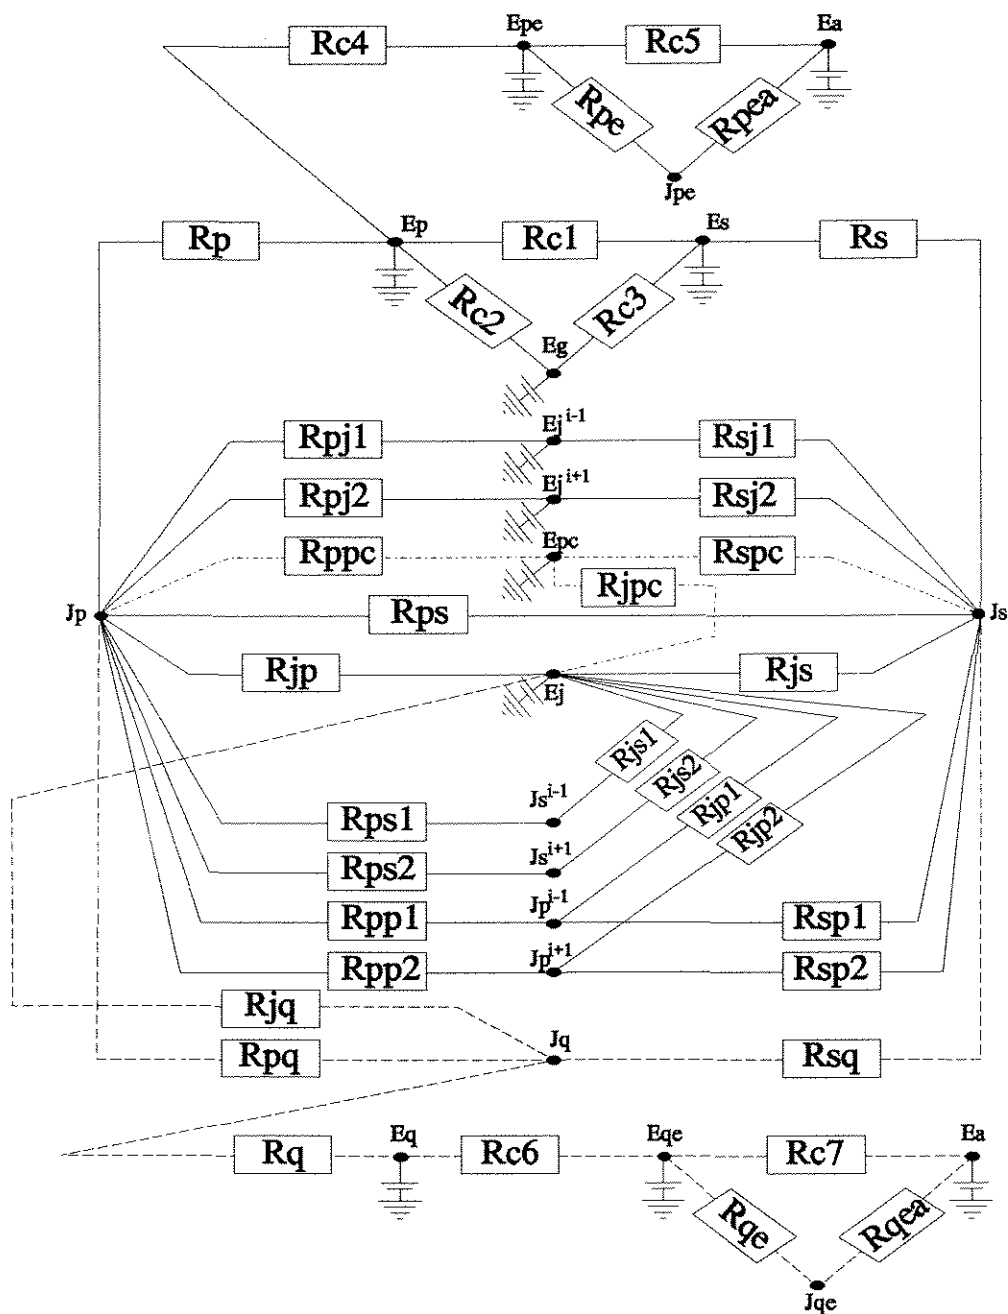 Epe Ea
Rc4 Rc5
Rpe Rpea
Jpe
Ep Es
Rp Rc1 Rs
Rc2 Rc3
Eg
Ej i-1
Rpj1 Rsj1
Ej i+1
Rpj2 Rsj2
Epc
Rppc Rspc
Rjpc
Jp Rps Js
Rjp Rjs
Ej
Rjs1
Rjs2
Js i-1 Rjp1
Rps1 Rjp2
Js i+1
Rps2
Jp i-1
Rpp1 Rsp1
Jp i+1
Rpp2 Rsp2
Rjq
Jq
Rpq Rsq
Eq Eqe Ea
Rq Rc6 Rc7
Rqe Rqea
Jqe